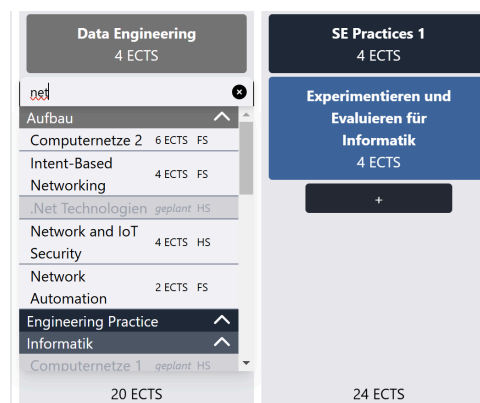 Data Engineering
4 ECTS
net
Aufbau
Computernetze 2 6 ECTS FS
Intent-Based
Networking
4 ECTS FS
.Net Technologien geplant HS
Network and IoT
Security
4 ECTS HS
Network
Automation
2 ECTS FS
Engineering Practice
Informatik
Computernetze 1 geplant HS
20 ECTS
SE Practices 1
4 ECTS
Experimentieren und
Evaluieren für
Informatik
4 ECTS
+
24 ECTS